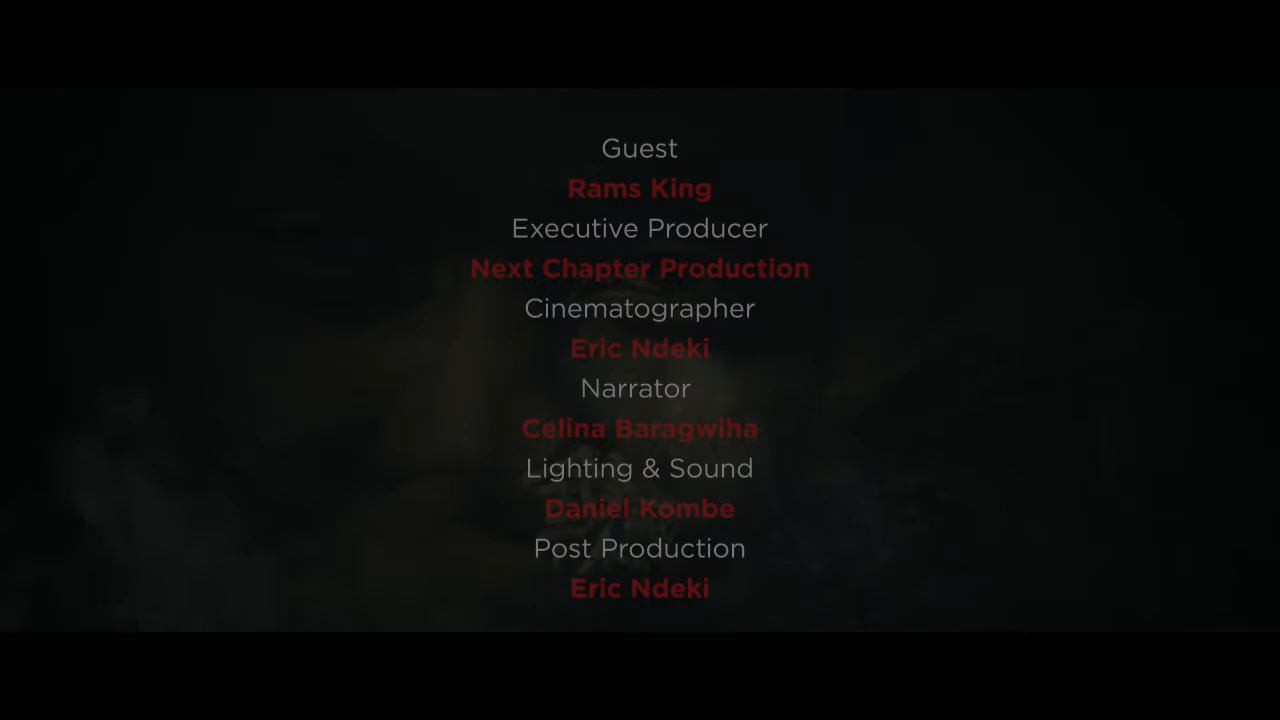 Guest
Rams King
Executive Producer
Next Chapter Production
Cinematographer
Eric Ndeki
Narrator
Celina Baragwiha
Lighting & Sound
Daniel Kombe
Post Production
Eric Ndeki